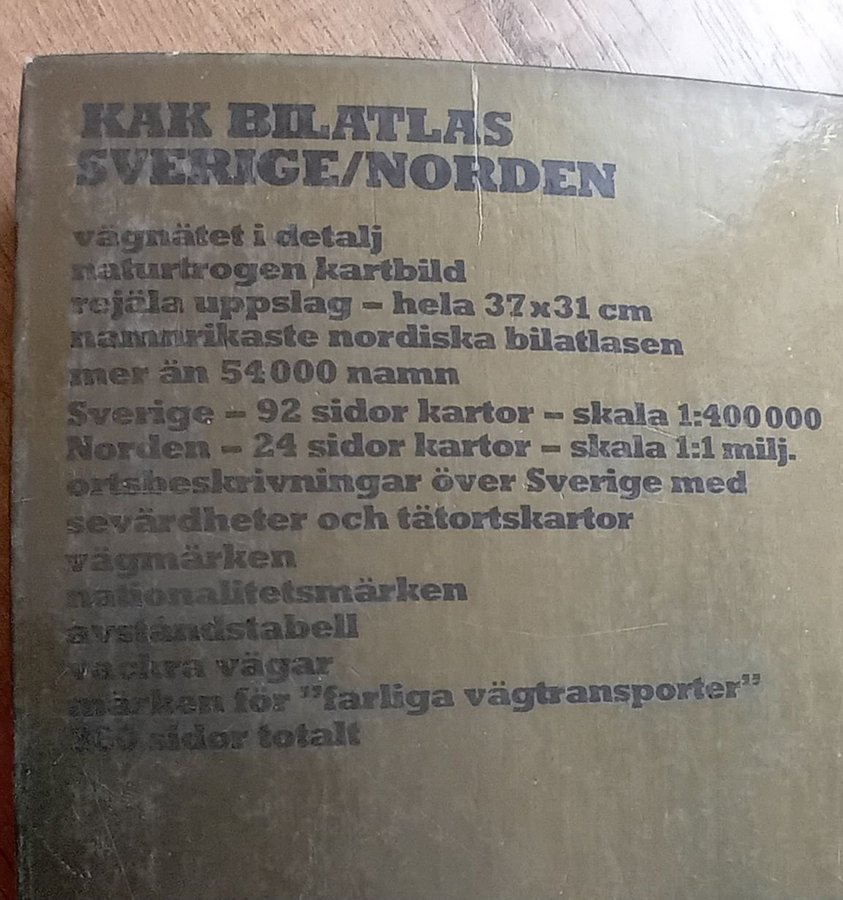 KAK BILATLAS
SVERIGE/NORDEN
vägnätet i detalj
naturtrogen kartbild
rejäla uppslag – hela 37x31 cm
namnrikaste nordiska bilatlasen
mer än 54000 namn
Sverige – 92 sidor kartor – skala 1:400000
Norden – 24 sidor kartor – skala 1:1 milj.
ortsbeskrivningar över Sverige med
sevärdheter och tätortskartor
vägmärken
nationalitetsmärken
avståndstabell
vackra vägar
märken för ”farliga vägtransporter”
sidor totalt